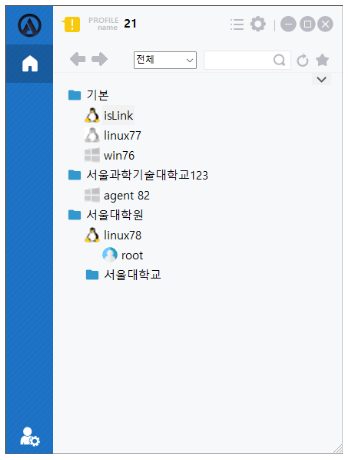 PROFILE
name 21
전체
기본
isLink
linux77
win76
서울과학기술대학교123
agent 82
서울대학원
linux78
root
서울대학교